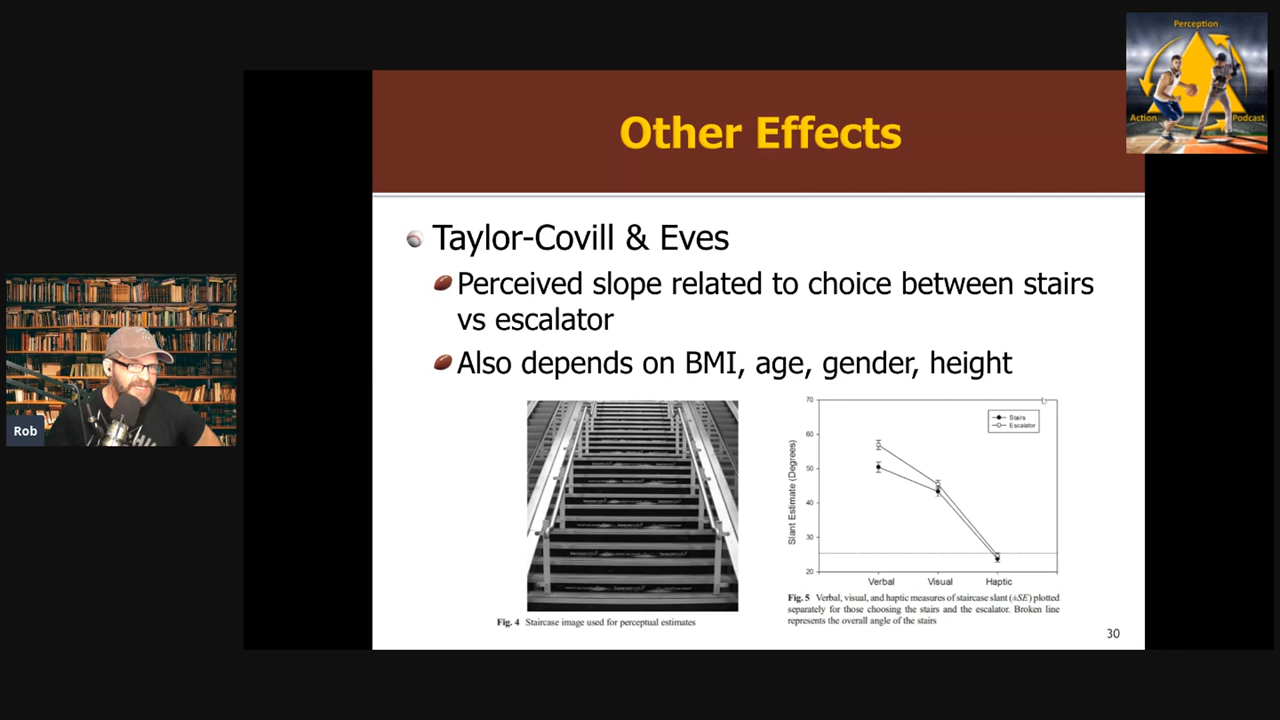 Perception
Action
Podcast
Other Effects
Taylor-Covill & Eves
Perceived slope related to choice between stairs
vs escalator
Also depends on BMI, age, gender, height
Rob
70
60
50
40
30
20
Slant Estimate (Degrees)
Stairs
Escalator
Verbal
Visual
Haptic
Fig. 4 Staircase image used for perceptual estimates
Fig. 5 Verbal, visual, and haptic measures of staircase slant (±SE) plotted
separately for those choosing the stairs and the escalator. Broken line
represents the overall angle of the stairs
30